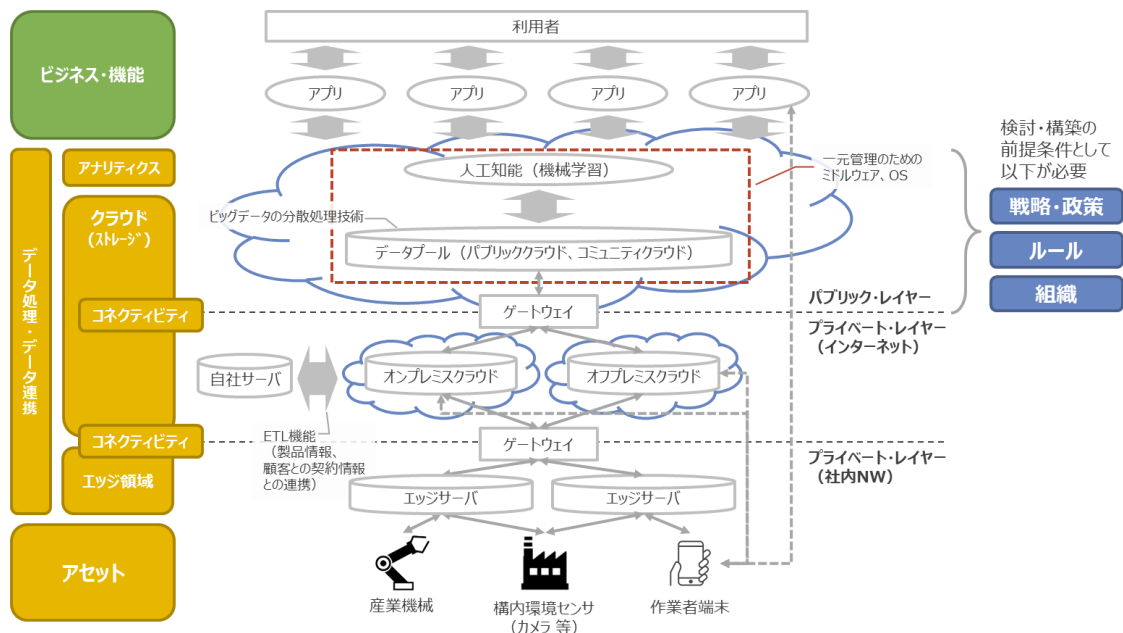 利用者
ビジネス・機能
アプリ
アプリ
アプリ
アプリ
検討・構築の
前提条件として
以下が必要
戦略・政策
ルール
組織
データ処理・データ連携
アナリティクス
人工知能（機械学習）
一元管理のための
ミドルウェア、OS
クラウド
(ストレージ)
ビッグデータの分散処理技術
データプール（パブリッククラウド、コミュニティクラウド）
コネクティビティ
ゲートウェイ
パブリック・レイヤー
プライベート・レイヤー
（インターネット）
自社サーバ
オンプレミスクラウド
オフプレミスクラウド
コネクティビティ
ETL機能
（製品情報、
顧客との契約情報
との連携）
ゲートウェイ
プライベート・レイヤー
（社内NW）
エッジ領域
エッジサーバ
エッジサーバ
アセット
産業機械
構内環境センサ
（カメラ 等）
作業者端末